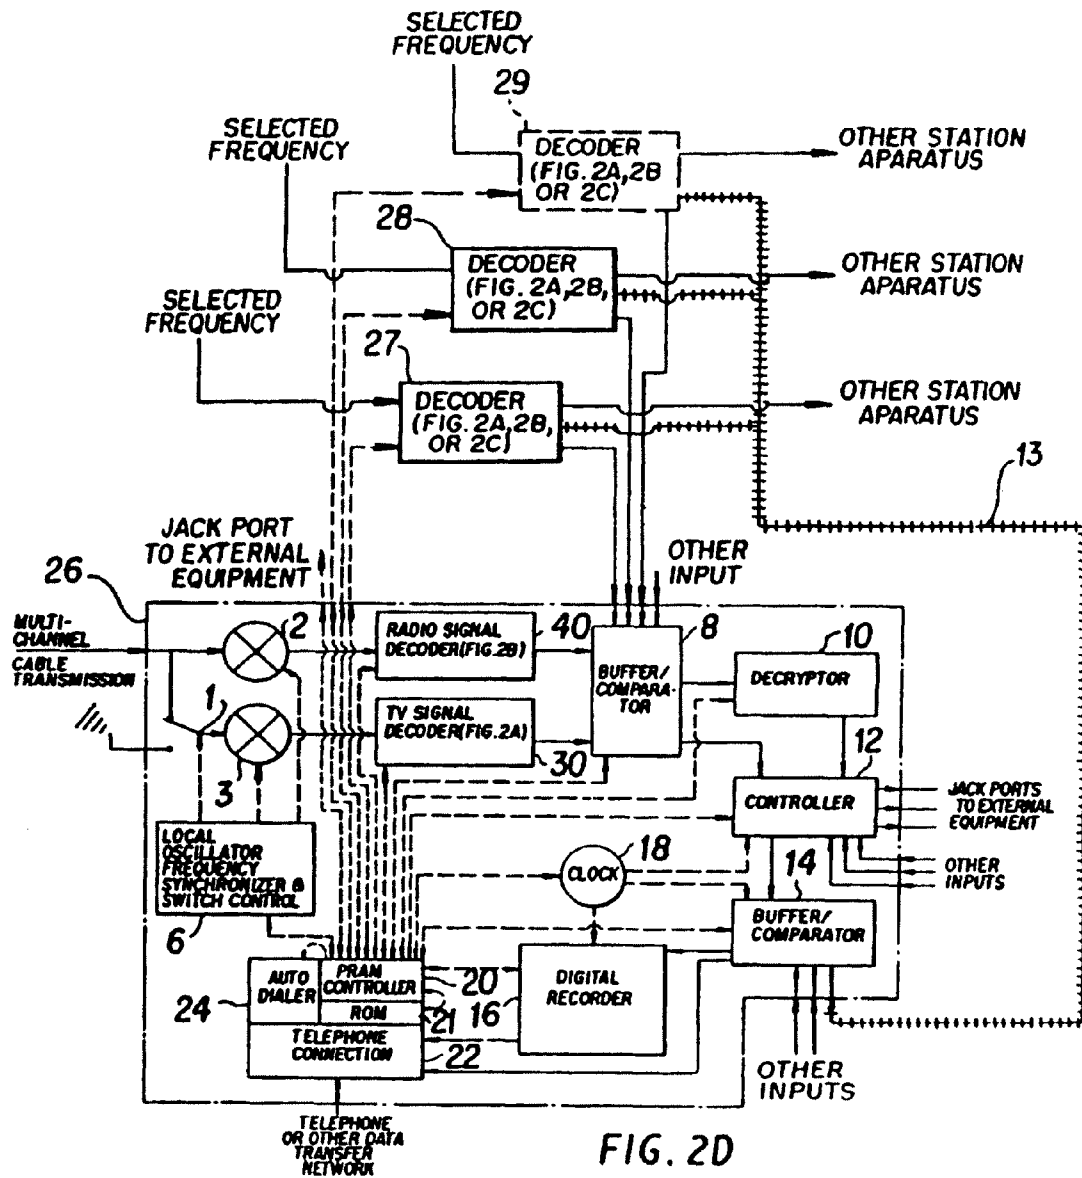 SELECTED
FREQUENCY
29
DECODER
(FIG. 2A, 2B
OR 2C)
OTHER STATION
APARATUS
SELECTED
FREQUENCY
28
DECODER
(FIG. 2A, 2B,
OR 2C)
OTHER STATION
APARATUS
SELECTED
FREQUENCY
27
DECODER
(FIG. 2A, 2B,
OR 2C)
OTHER STATION
APARATUS
13
JACK PORT
TO EXTERNAL
EQUIPMENT
OTHER
INPUT
26
MULTI-
CHANNEL
CABLE
TRANSMISSION
2
RADIO SIGNAL
DECODER (FIG. 2B)
40
8
BUFFER/
COMPARA-
TOR
10
DECRYPTOR
1
3
TV SIGNAL
DECODER (FIG. 2A)
30
12
CONTROLLER
JACK PORTS
TO EXTERNAL
EQUIPMENT
LOCAL
OSCILLATOR
FREQUENCY
SYNCHRONIZER &
SWITCH CONTROL
6
18
CLOCK
14
OTHER
INPUTS
BUFFER/
COMPARATOR
24
AUTO
DIALER
PRAM
CONTROLLER
20
ROM
21
16
DIGITAL
RECORDER
TELEPHONE
CONNECTION
22
OTHER
INPUTS
TELEPHONE
OR OTHER DATA
TRANSFER
NETWORK
FIG. 2D